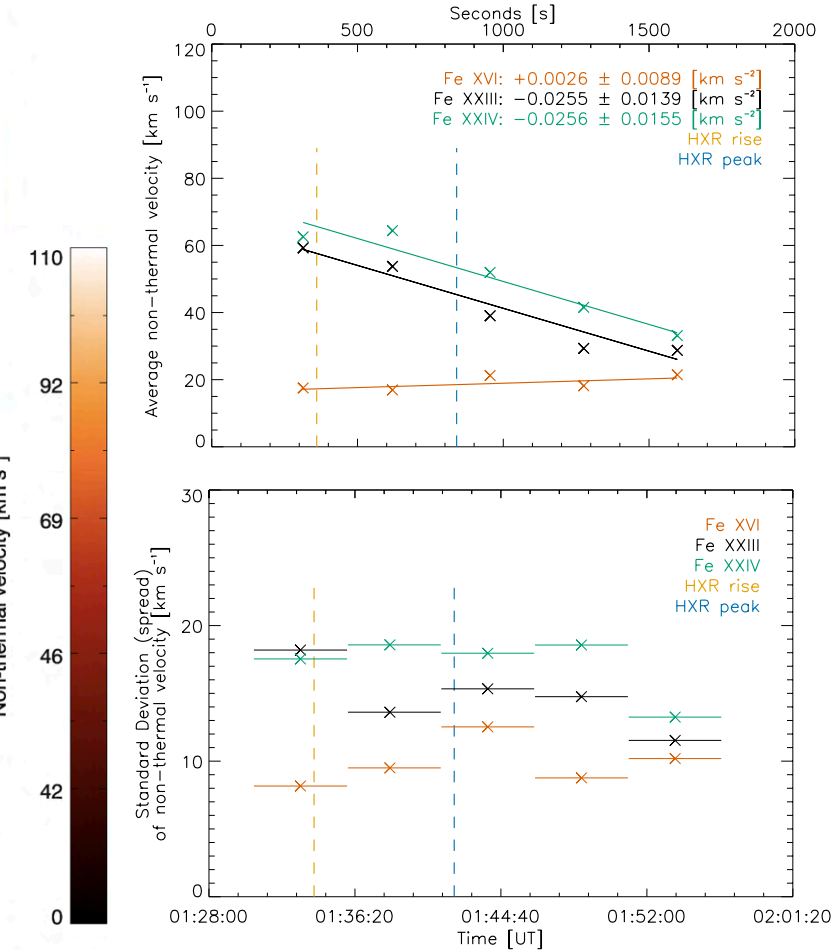 Seconds [s]
500 1000 1500 2000
120
100
80
60
40
20
0
Average non-thermal velocity [km s⁻¹]
Fe XVI: +0.0026 ± 0.0089 [km s⁻²]
Fe XXIII: −0.0255 ± 0.0139 [km s⁻²]
Fe XXIV: −0.0256 ± 0.0155 [km s⁻²]
HXR rise
HXR peak
110
92
69
46
42
0
Non-thermal velocity [km s
30
20
10
0
Standard Deviation (spread)
of non-thermal velocity [km s⁻¹]
Fe XVI
Fe XXIII
Fe XXIV
HXR rise
HXR peak
01:28:00 01:36:20 01:44:40 01:52:00 02:01:20
Time [UT]